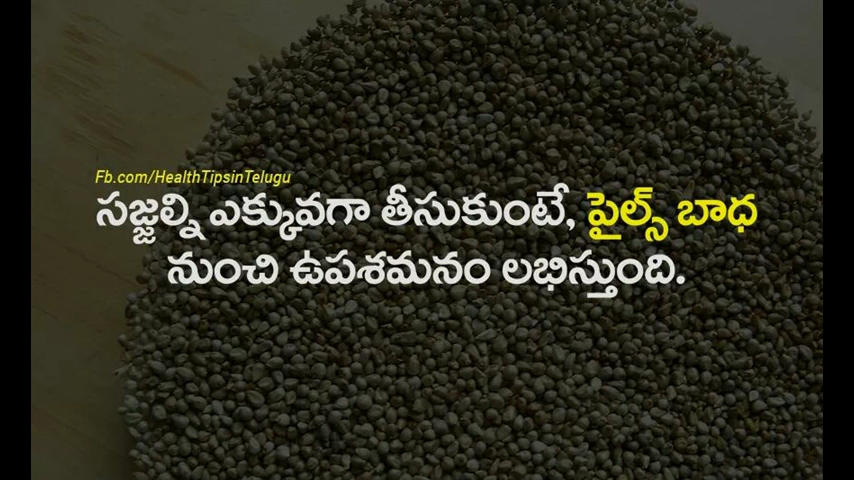 Fb.com/HealthTipsinTelugu
సజ్జల్ని ఎక్కువగా తీసుకుంటే, పైల్స్ బాధ
నుంచి ఉపశమనం లభిస్తుంది.